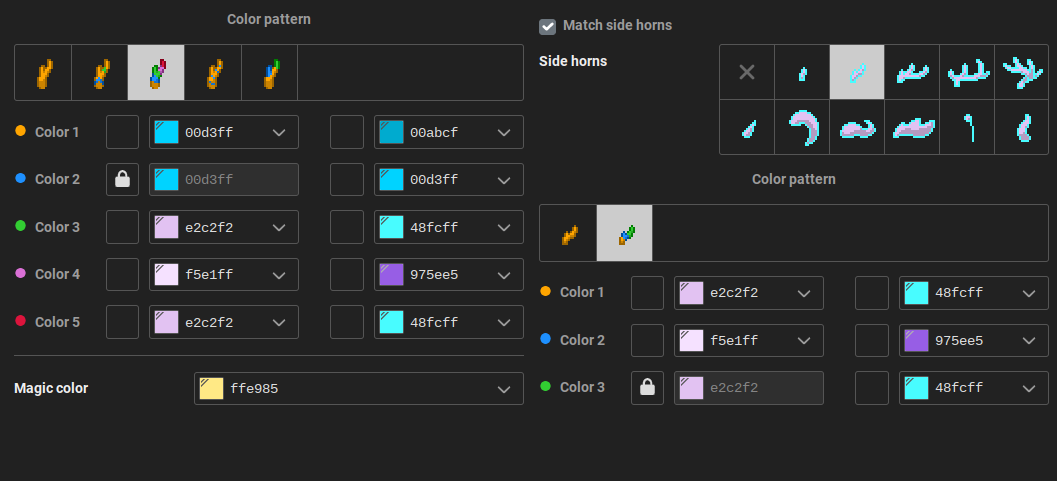 Color pattern
Color 1 00d3ff 00abcf
Color 2 00d3ff 00d3ff
Color 3 e2c2f2 48fcff
Color 4 f5e1ff 975ee5
Color 5 e2c2f2 48fcff
Magic color ffe985
Match side horns
Side horns
Color pattern
Color 1 e2c2f2 48fcff
Color 2 f5e1ff 975ee5
Color 3 e2c2f2 48fcff